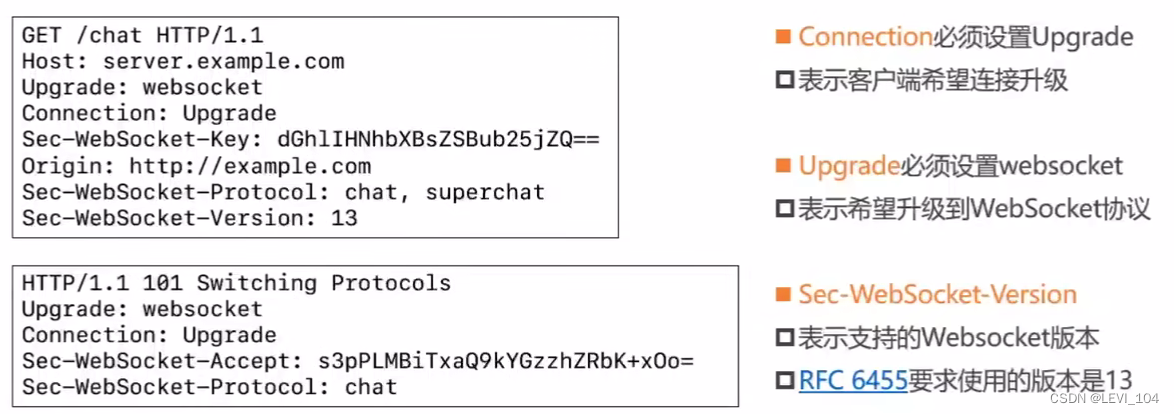 GET /chat HTTP/1.1
Host: server.example.com
Upgrade: websocket
Connection: Upgrade
Sec-WebSocket-Key: dGhlIHNhbXBsZSBub25jZQ==
Origin: http://example.com
Sec-WebSocket-Protocol: chat, superchat
Sec-WebSocket-Version: 13
HTTP/1.1 101 Switching Protocols
Upgrade: websocket
Connection: Upgrade
Sec-WebSocket-Accept: s3pPLMBiTxaQ9kYGzzhZRbK+xOo=
Sec-WebSocket-Protocol: chat
Connection必须设置Upgrade
表示客户端希望连接升级
Upgrade必须设置websocket
表示希望升级到WebSocket协议
Sec-WebSocket-Version
表示支持的Websocket版本
RFC 6455要求使用的版本是13
CSDN @LEVI_104